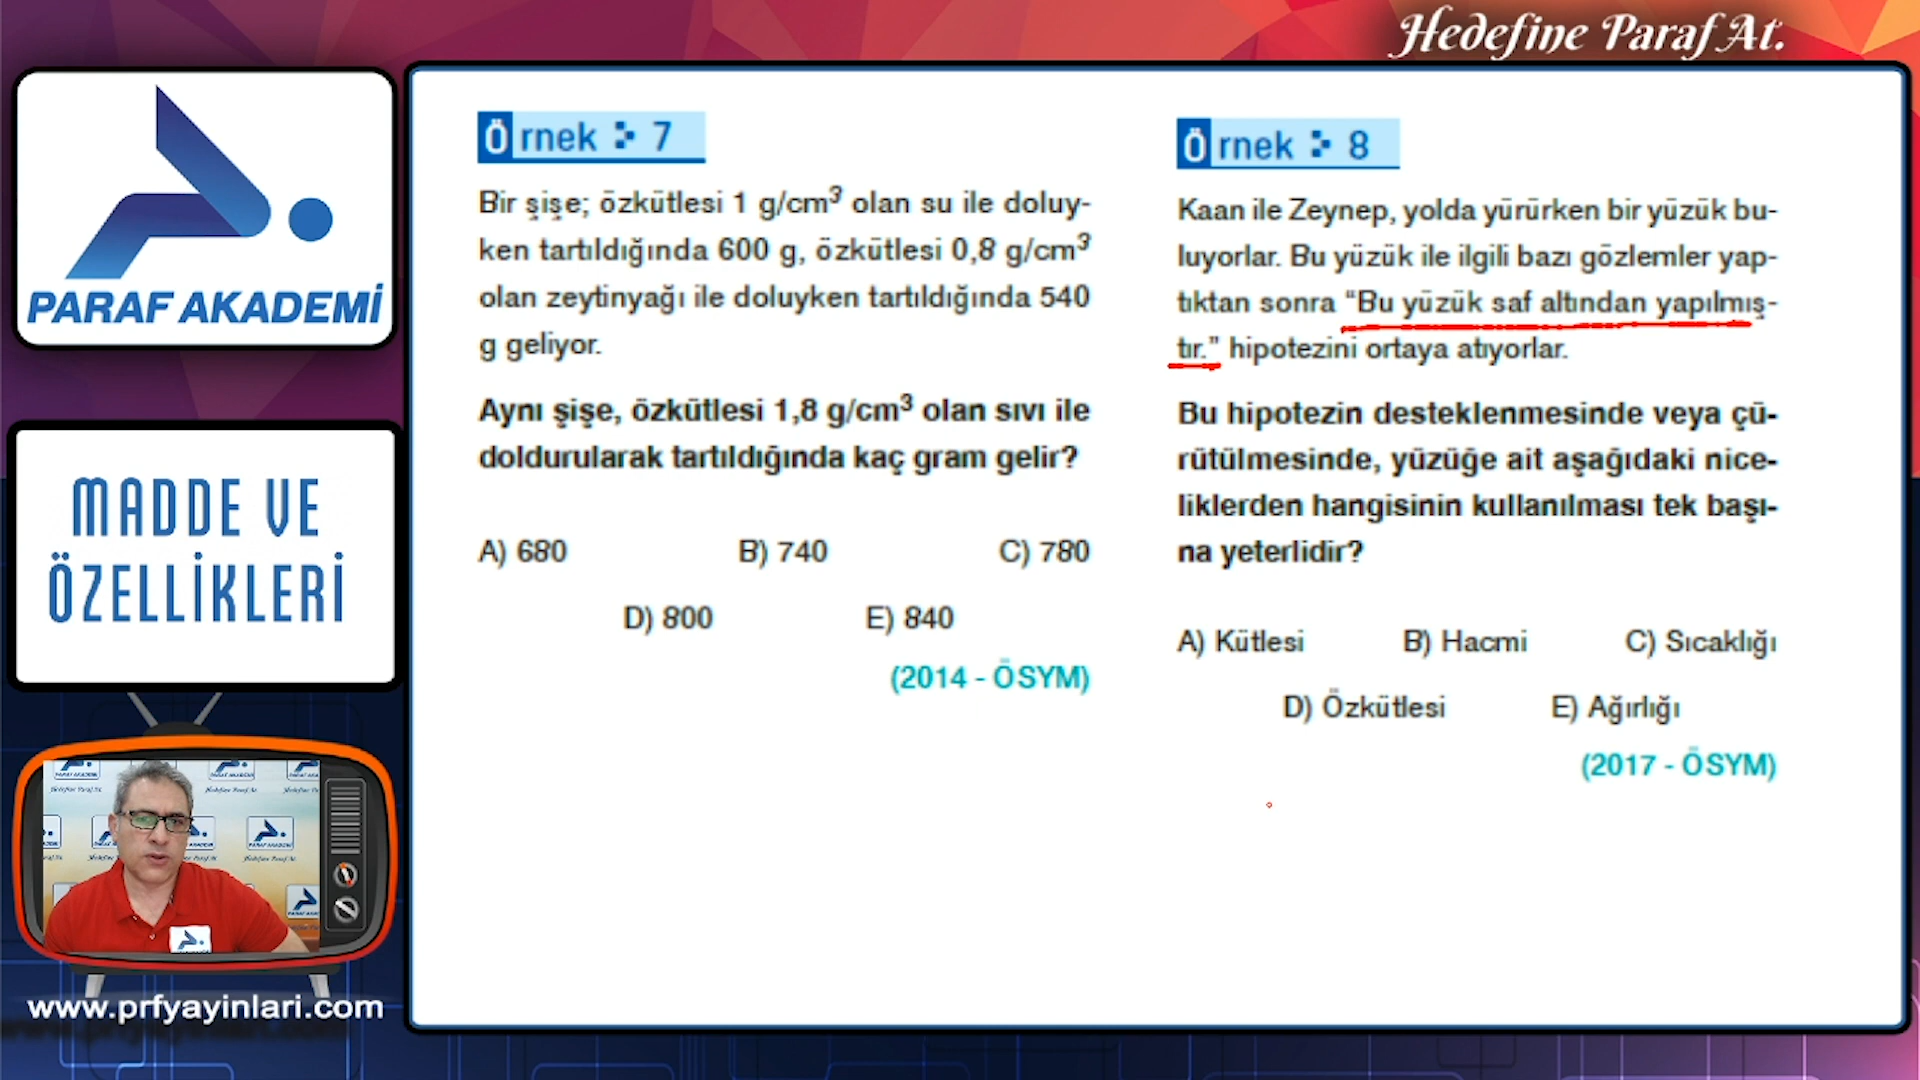 Hedefine Paraf At.
PARAF AKADEMİ
MADDE VE
ÖZELLİKLERİ
www.prfyayinlari.com
Örnek 7
Bir şişe; özkütlesi 1 g/cm³ olan su ile doluy-
ken tartıldığında 600 g, özkütlesi 0,8 g/cm³
olan zeytinyağı ile doluyken tartıldığında 540
g geliyor.
Aynı şişe, özkütlesi 1,8 g/cm³ olan sıvı ile
doldurularak tartıldığında kaç gram gelir?
A) 680 B) 740 C) 780
D) 800 E) 840
(2014 - ÖSYM)
Örnek 8
Kaan ile Zeynep, yolda yürürken bir yüzük bu-
luyorlar. Bu yüzük ile ilgili bazı gözlemler yap-
tıktan sonra “Bu yüzük saf altından yapılmış-
tır.” hipotezini ortaya atıyorlar.
Bu hipotezin desteklenmesinde veya çü-
rütülmesinde, yüzüğe ait aşağıdaki nice-
liklerden hangisinin kullanılması tek başı-
na yeterlidir?
A) Kütlesi B) Hacmi C) Sıcaklığı
D) Özkütlesi E) Ağırlığı
(2017 - ÖSYM)